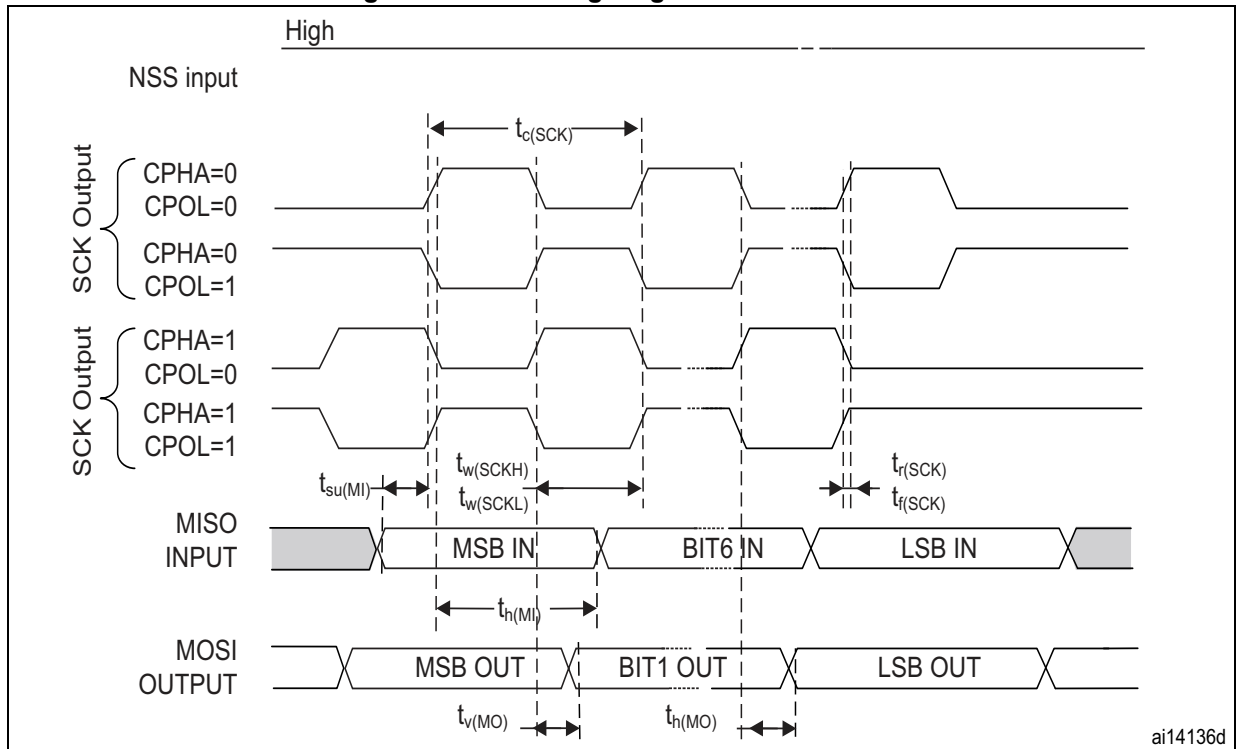 High
NSS input
tc(SCK)
SCK Output
CPHA=0
CPOL=0
CPHA=0
CPOL=1
SCK Output
CPHA=1
CPOL=0
CPHA=1
CPOL=1
tsu(MI)
tw(SCKH)
tw(SCKL)
tr(SCK)
tf(SCK)
MISO
INPUT
MSB IN
BIT6 IN
LSB IN
th(MI)
MOSI
OUTPUT
MSB OUT
BIT1 OUT
LSB OUT
tv(MO)
th(MO)
ai14136d